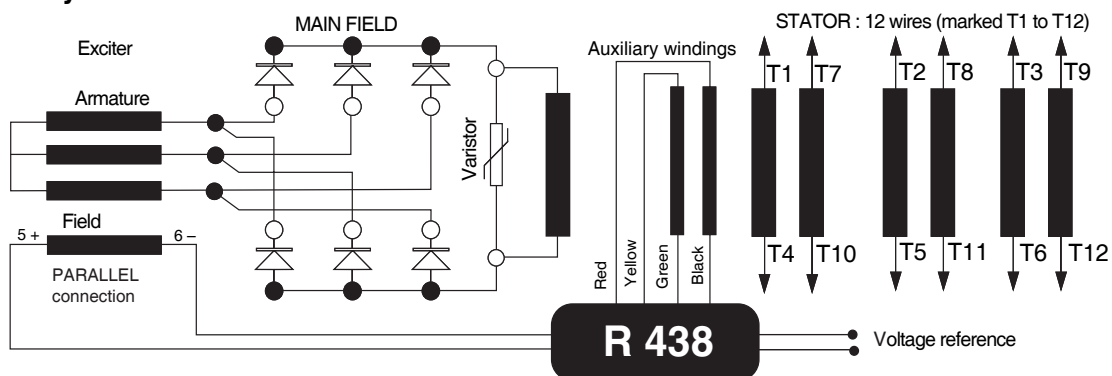 MAIN FIELD
STATOR : 12 wires (marked T1 to T12)
Exciter
Auxiliary windings
T1 T7 T2 T8 T3 T9
Armature
Varistor
Field
5 + 6 –
T4 T10 T5 T11 T6 T12
PARALLEL
connection
Red
Yellow
Green
Black
R 438
Voltage reference